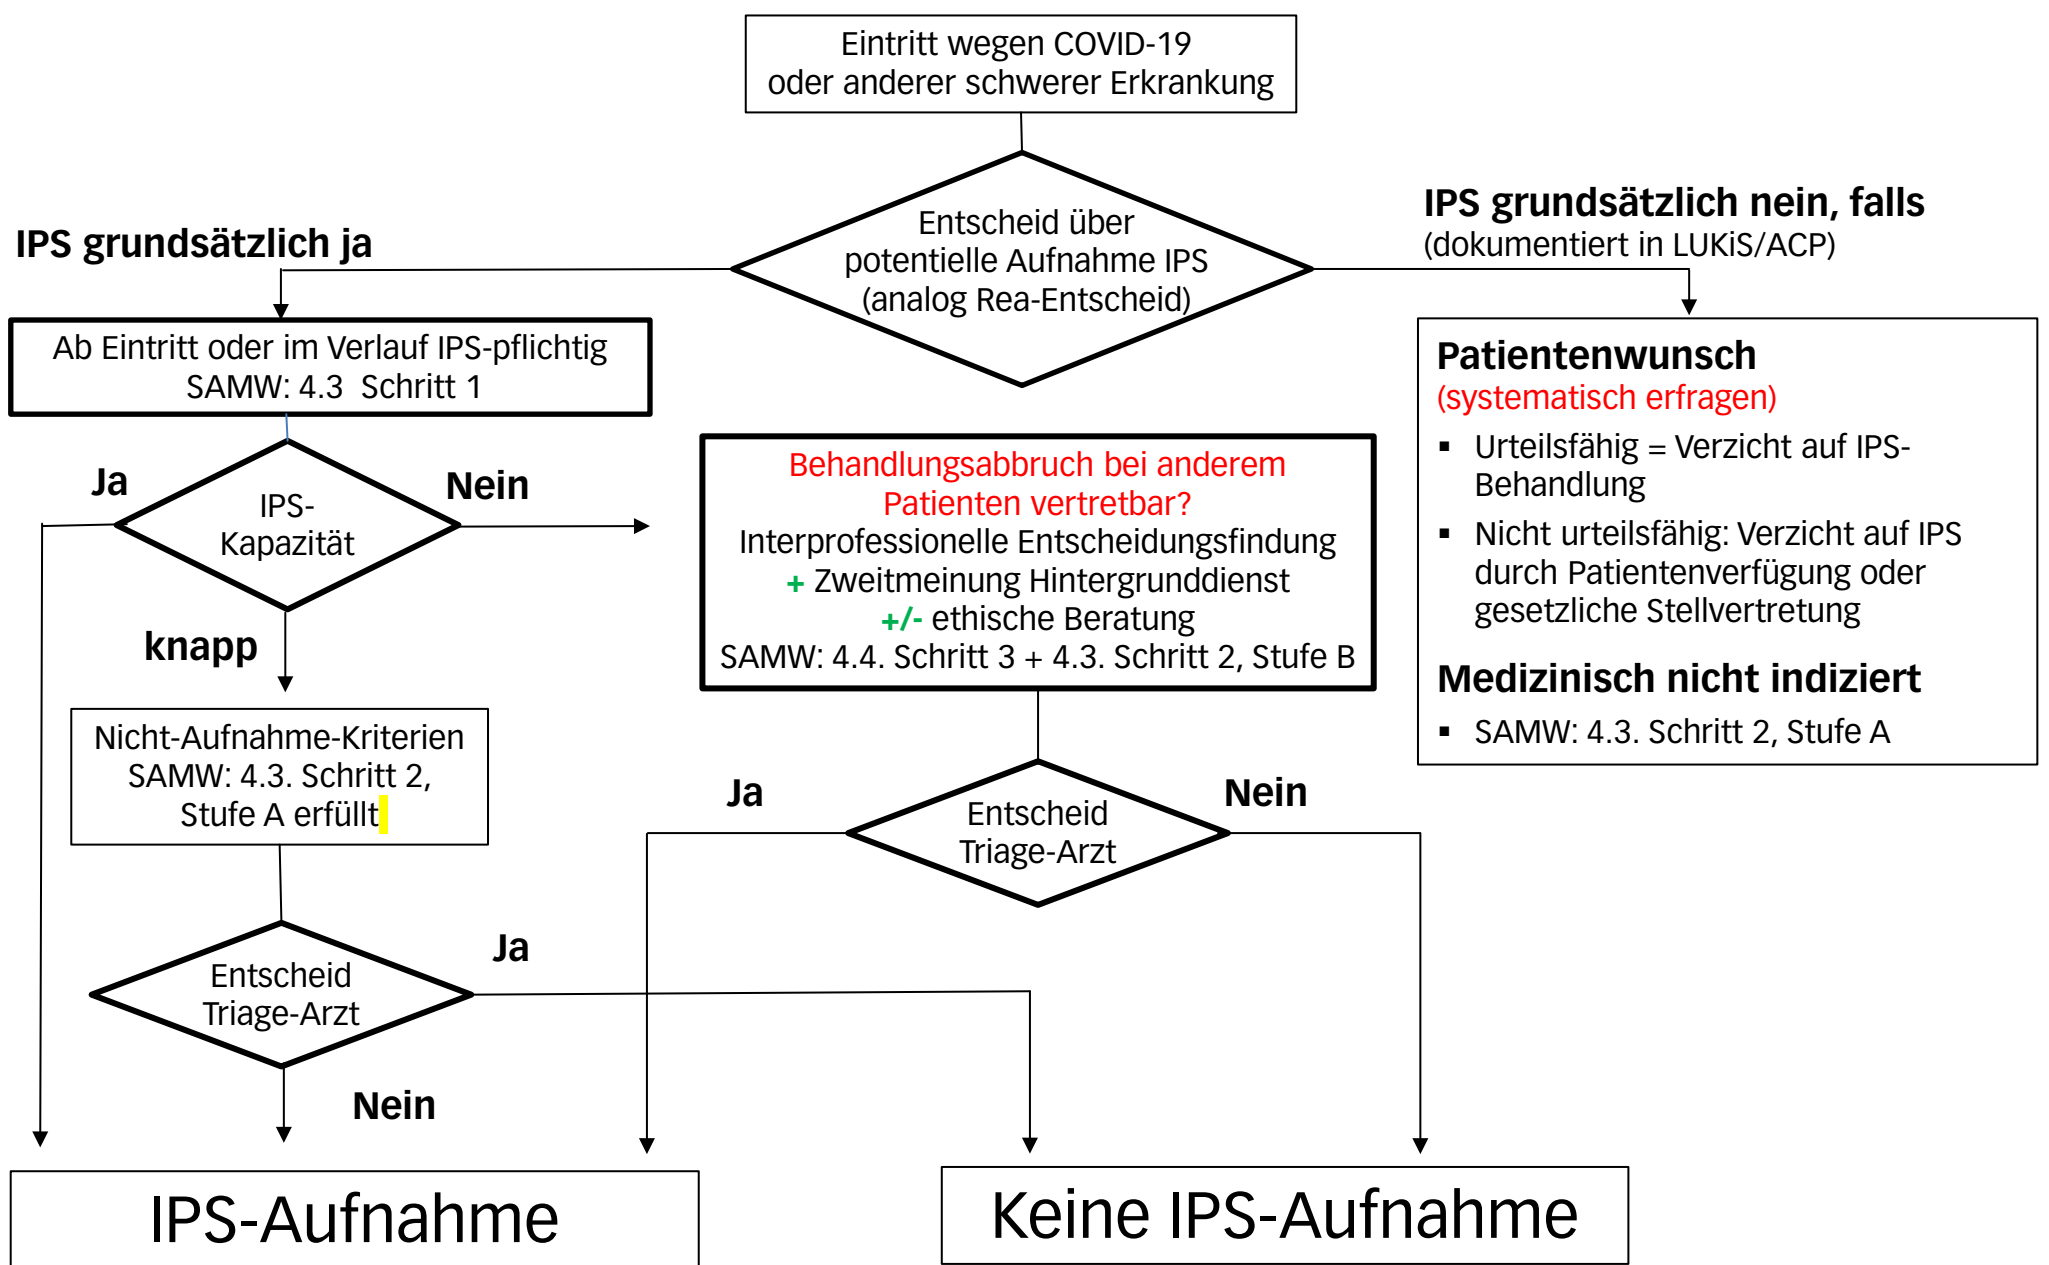 Eintritt wegen COVID-19
oder anderer schwerer Erkrankung
Entscheid über
potentielle Aufnahme IPS
(analog Rea-Entscheid)
IPS grundsätzlich ja
IPS grundsätzlich nein, falls
(dokumentiert in LUKiS/ACP)
Ab Eintritt oder im Verlauf IPS-pflichtig
SAMW: 4.3 Schritt 1
Patientenwunsch
(systematisch erfragen)
▪ Urteilsfähig = Verzicht auf IPS-
Behandlung
▪ Nicht urteilsfähig: Verzicht auf IPS
durch Patientenverfügung oder
gesetzliche Stellvertretung
Medizinisch nicht indiziert
▪ SAMW: 4.3. Schritt 2, Stufe A
Ja
IPS-
Kapazität
Nein
knapp
Behandlungsabbruch bei anderem
Patienten vertretbar?
Interprofessionelle Entscheidungsfindung
+ Zweitmeinung Hintergrunddienst
+/- ethische Beratung
SAMW: 4.4. Schritt 3 + 4.3. Schritt 2, Stufe B
Nicht-Aufnahme-Kriterien
SAMW: 4.3. Schritt 2,
Stufe A erfüllt
Ja
Entscheid
Triage-Arzt
Nein
Entscheid
Triage-Arzt
Ja
Nein
IPS-Aufnahme
Keine IPS-Aufnahme